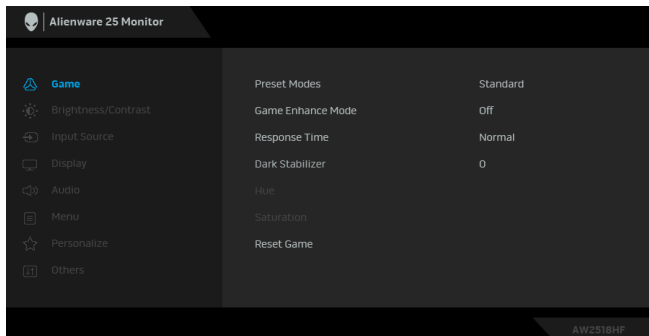 Alienware 25 Monitor
Game
Preset Modes Standard
Brightness/Contrast
Game Enhance Mode Off
Input Source
Response Time Normal
Display
Dark Stabilizer 0
Audio
Hue
Menu
Saturation
Personalize
Reset Game
Others
AW2518HF